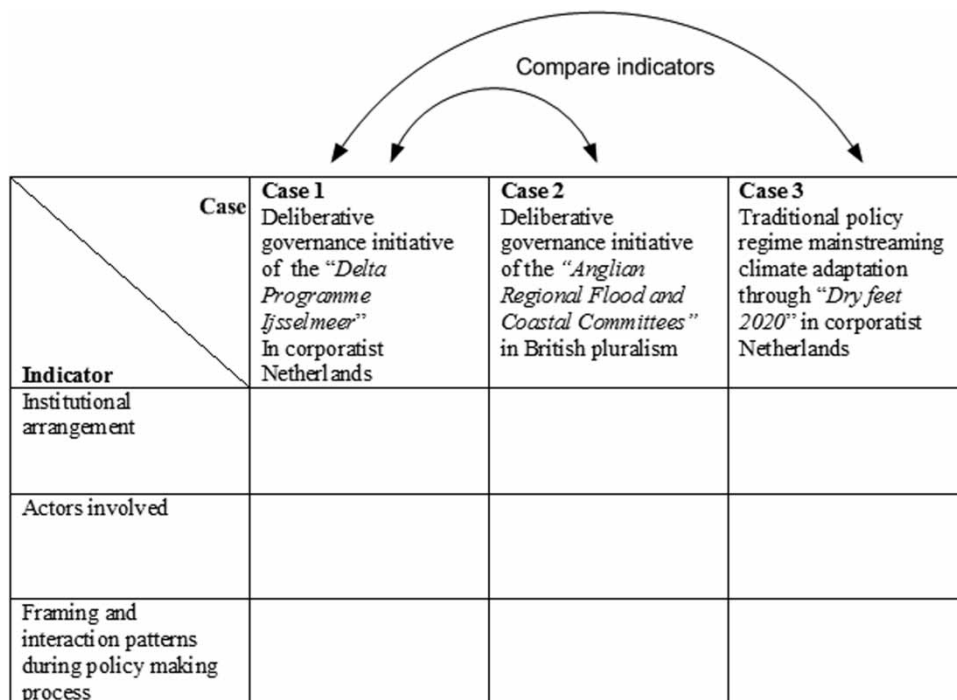 Compare indicators
Case
Indicator
Case 1
Deliberative
governance initiative
of the “Delta
Programme
Ijsselmeer”
In corporatist
Netherlands
Case 2
Deliberative
governance initiative
of the “Anglian
Regional Flood and
Coastal Committees”
in British pluralism
Case 3
Traditional policy
regime mainstreaming
climate adaptation
through “Dry feet
2020” in corporatist
Netherlands
Institutional
arrangement
Actors involved
Framing and
interaction patterns
during policy making
process